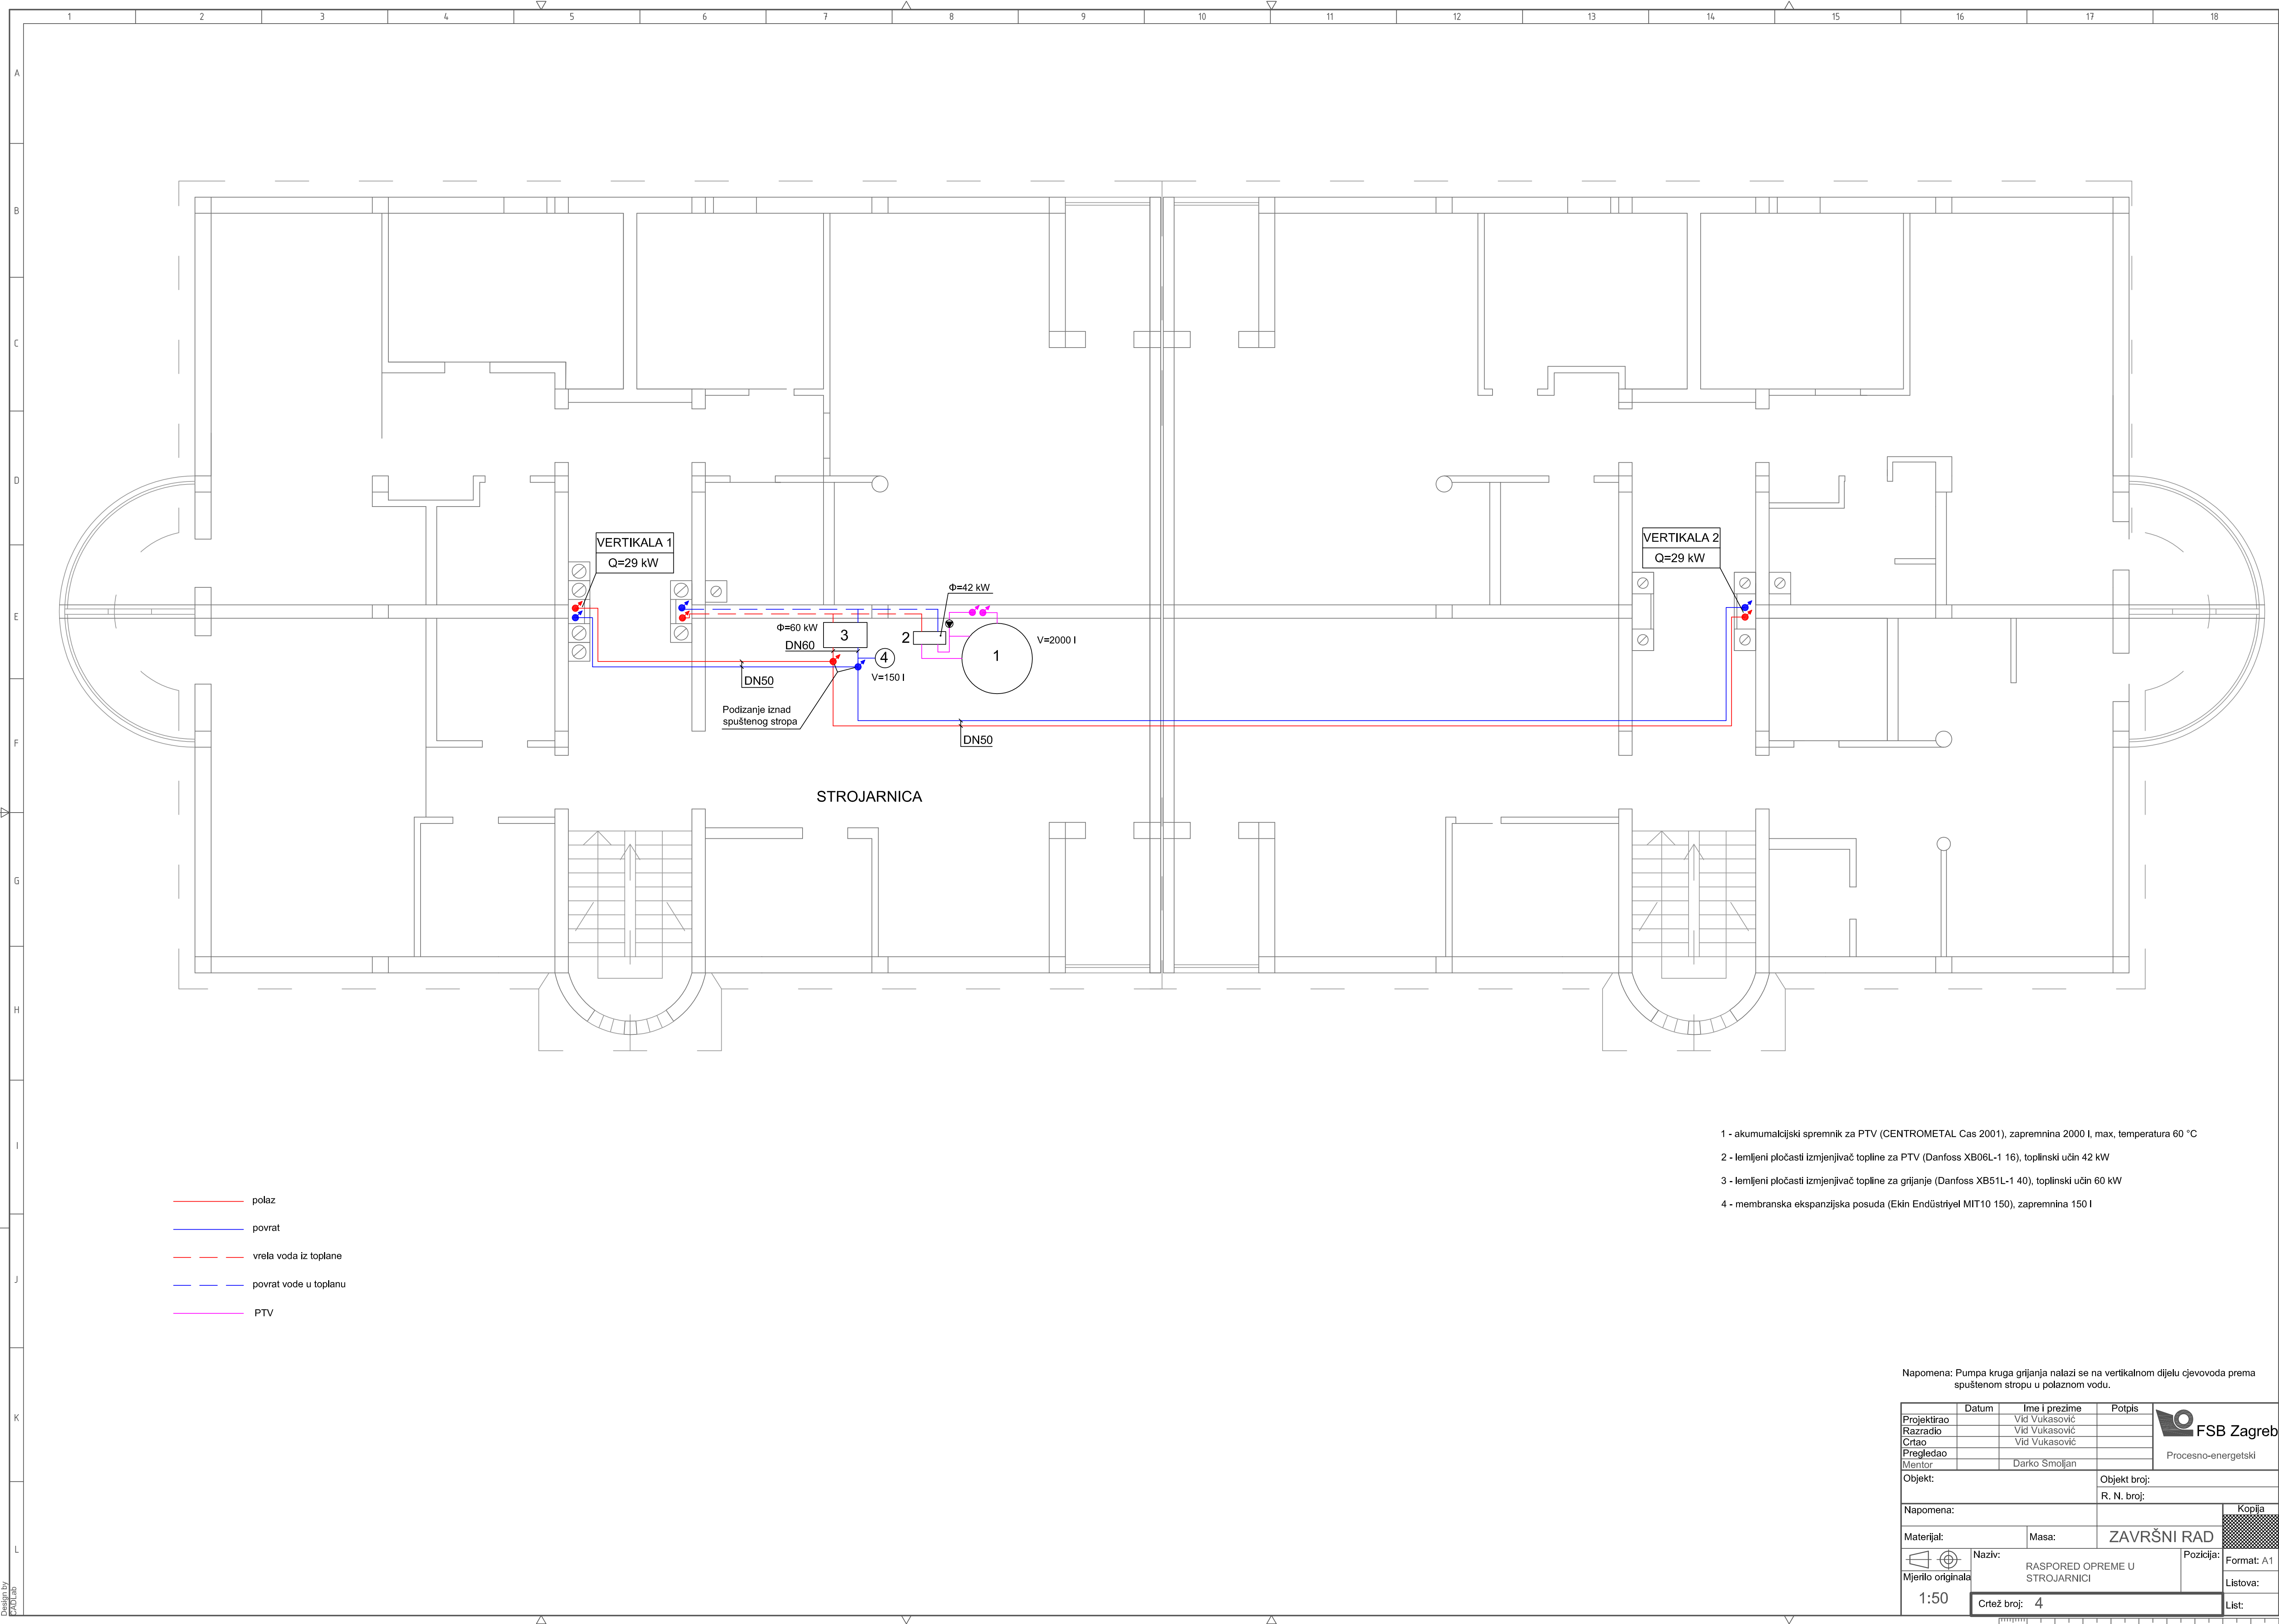 1 2 3 4 5 6 7 8 9 10 11 12 13 14 15 16 17 18
A
B
C
D
E
F
G
H
I
J
K
L
VERTIKALA 1
Q=29 kW
VERTIKALA 2
Q=29 kW
Φ=42 kW
Φ=60 kW
3
2
1
V=2000 l
DN60
4
V=150 l
DN50
Podizanje iznad
spuštenog stropa
DN50
STROJARNICA
1 - akumumalcijski spremnik za PTV (CENTROMETAL Cas 2001), zapremnina 2000 l, max, temperatura 60 °C
2 - lemljeni pločasti izmjenjivač topline za PTV (Danfoss XB06L-1 16), toplinski učin 42 kW
3 - lemljeni pločasti izmjenjivač topline za grijanje (Danfoss XB51L-1 40), toplinski učin 60 kW
4 - membranska ekspanzijska posuda (Ekin Endüstriyel MIT10 150), zapremnina 150 l
polaz
povrat
vrela voda iz toplane
povrat vode u toplanu
PTV
Napomena: Pumpa kruga grijanja nalazi se na vertikalnom dijelu cjevovoda prema
spuštenom stropu u polaznom vodu.
Datum Ime i prezime Potpis
Projektirao Vid Vukasović
Razradio Vid Vukasović
Crtao Vid Vukasović
Pregledao
Mentor Darko Smoljan
FSB Zagreb
Procesno-energetski
Objekt:
Objekt broj:
R. N. broj:
Napomena:
Kopija
Materijal:
Masa:
ZAVRŠNI RAD
Naziv:
RASPORED OPREME U
STROJARNICI
Pozicija:
Format: A1
Mjerilo originala
1:50
Listova:
Crtež broj: 4
List:
Design by
CADLab